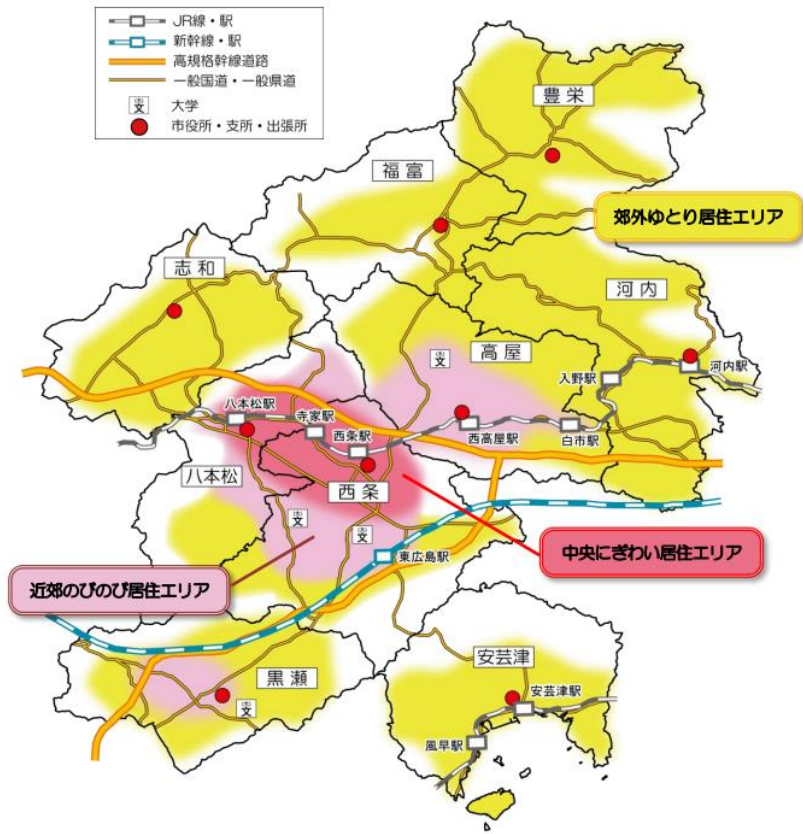 JR線・駅
新幹線・駅
高規格幹線道路
一般国道・一般県道
文 大学
市役所・支所・出張所
豊栄
福富
郊外ゆとり居住エリア
志和
河内
文
高屋
入野駅
河内駅
八本松駅
寺家駅
西条駅
西高屋駅
白市駅
八本松
西条
文
文
中央にぎわい居住エリア
東広島駅
近郊のびのび居住エリア
安芸津
黒瀬
安芸津駅
文
風早駅